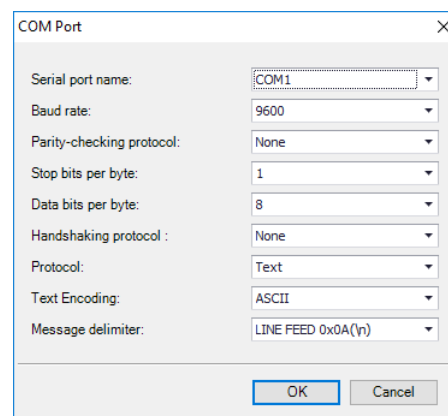 COM Port
Serial port name: COM1
Baud rate: 9600
Parity-checking protocol: None
Stop bits per byte: 1
Data bits per byte: 8
Handshaking protocol : None
Protocol: Text
Text Encoding: ASCII
Message delimiter: LINE FEED 0x0A(\n)
OK Cancel